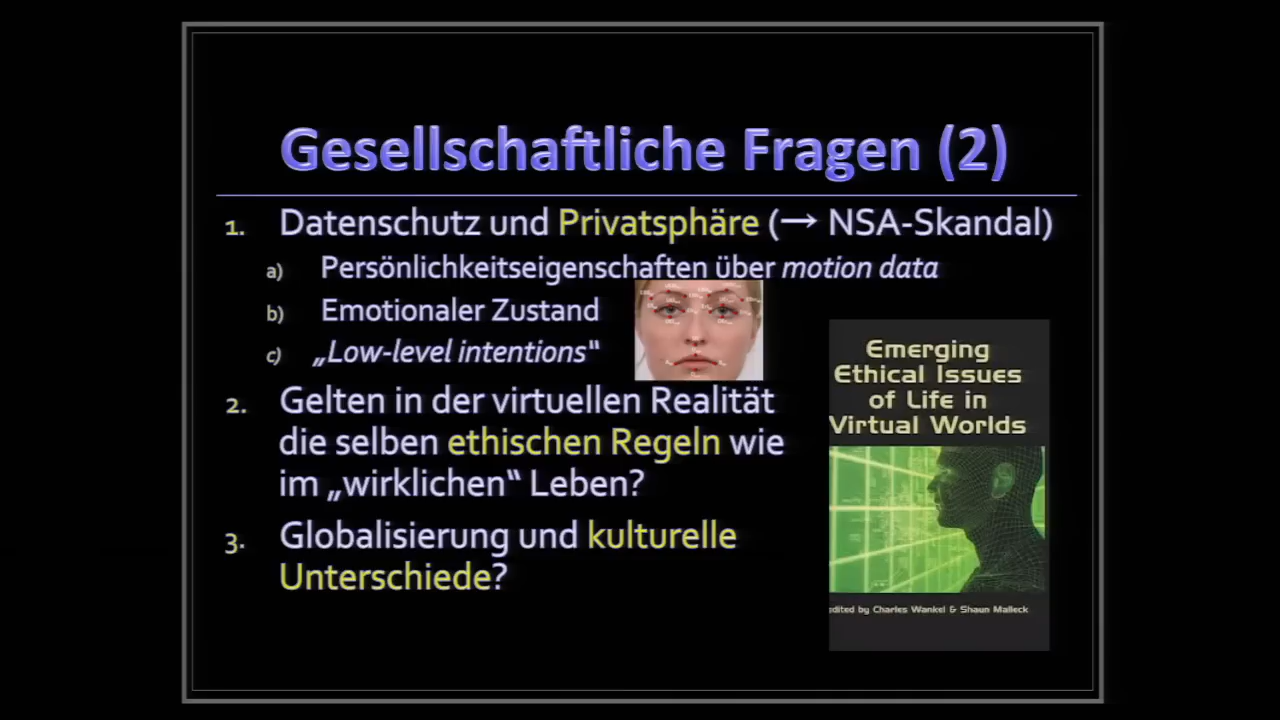 Gesellschaftliche Fragen (2)
1. Datenschutz und Privatsphäre (→ NSA-Skandal)
a) Persönlichkeitseigenschaften über motion data
b) Emotionaler Zustand
c) „Low-level intentions“
2. Gelten in der virtuellen Realität
die selben ethischen Regeln wie
im „wirklichen“ Leben?
3. Globalisierung und kulturelle
Unterschiede?
Emerging
Ethical Issues
of Life in
Virtual Worlds
edited by Charles Wankel & Shaun Malleck